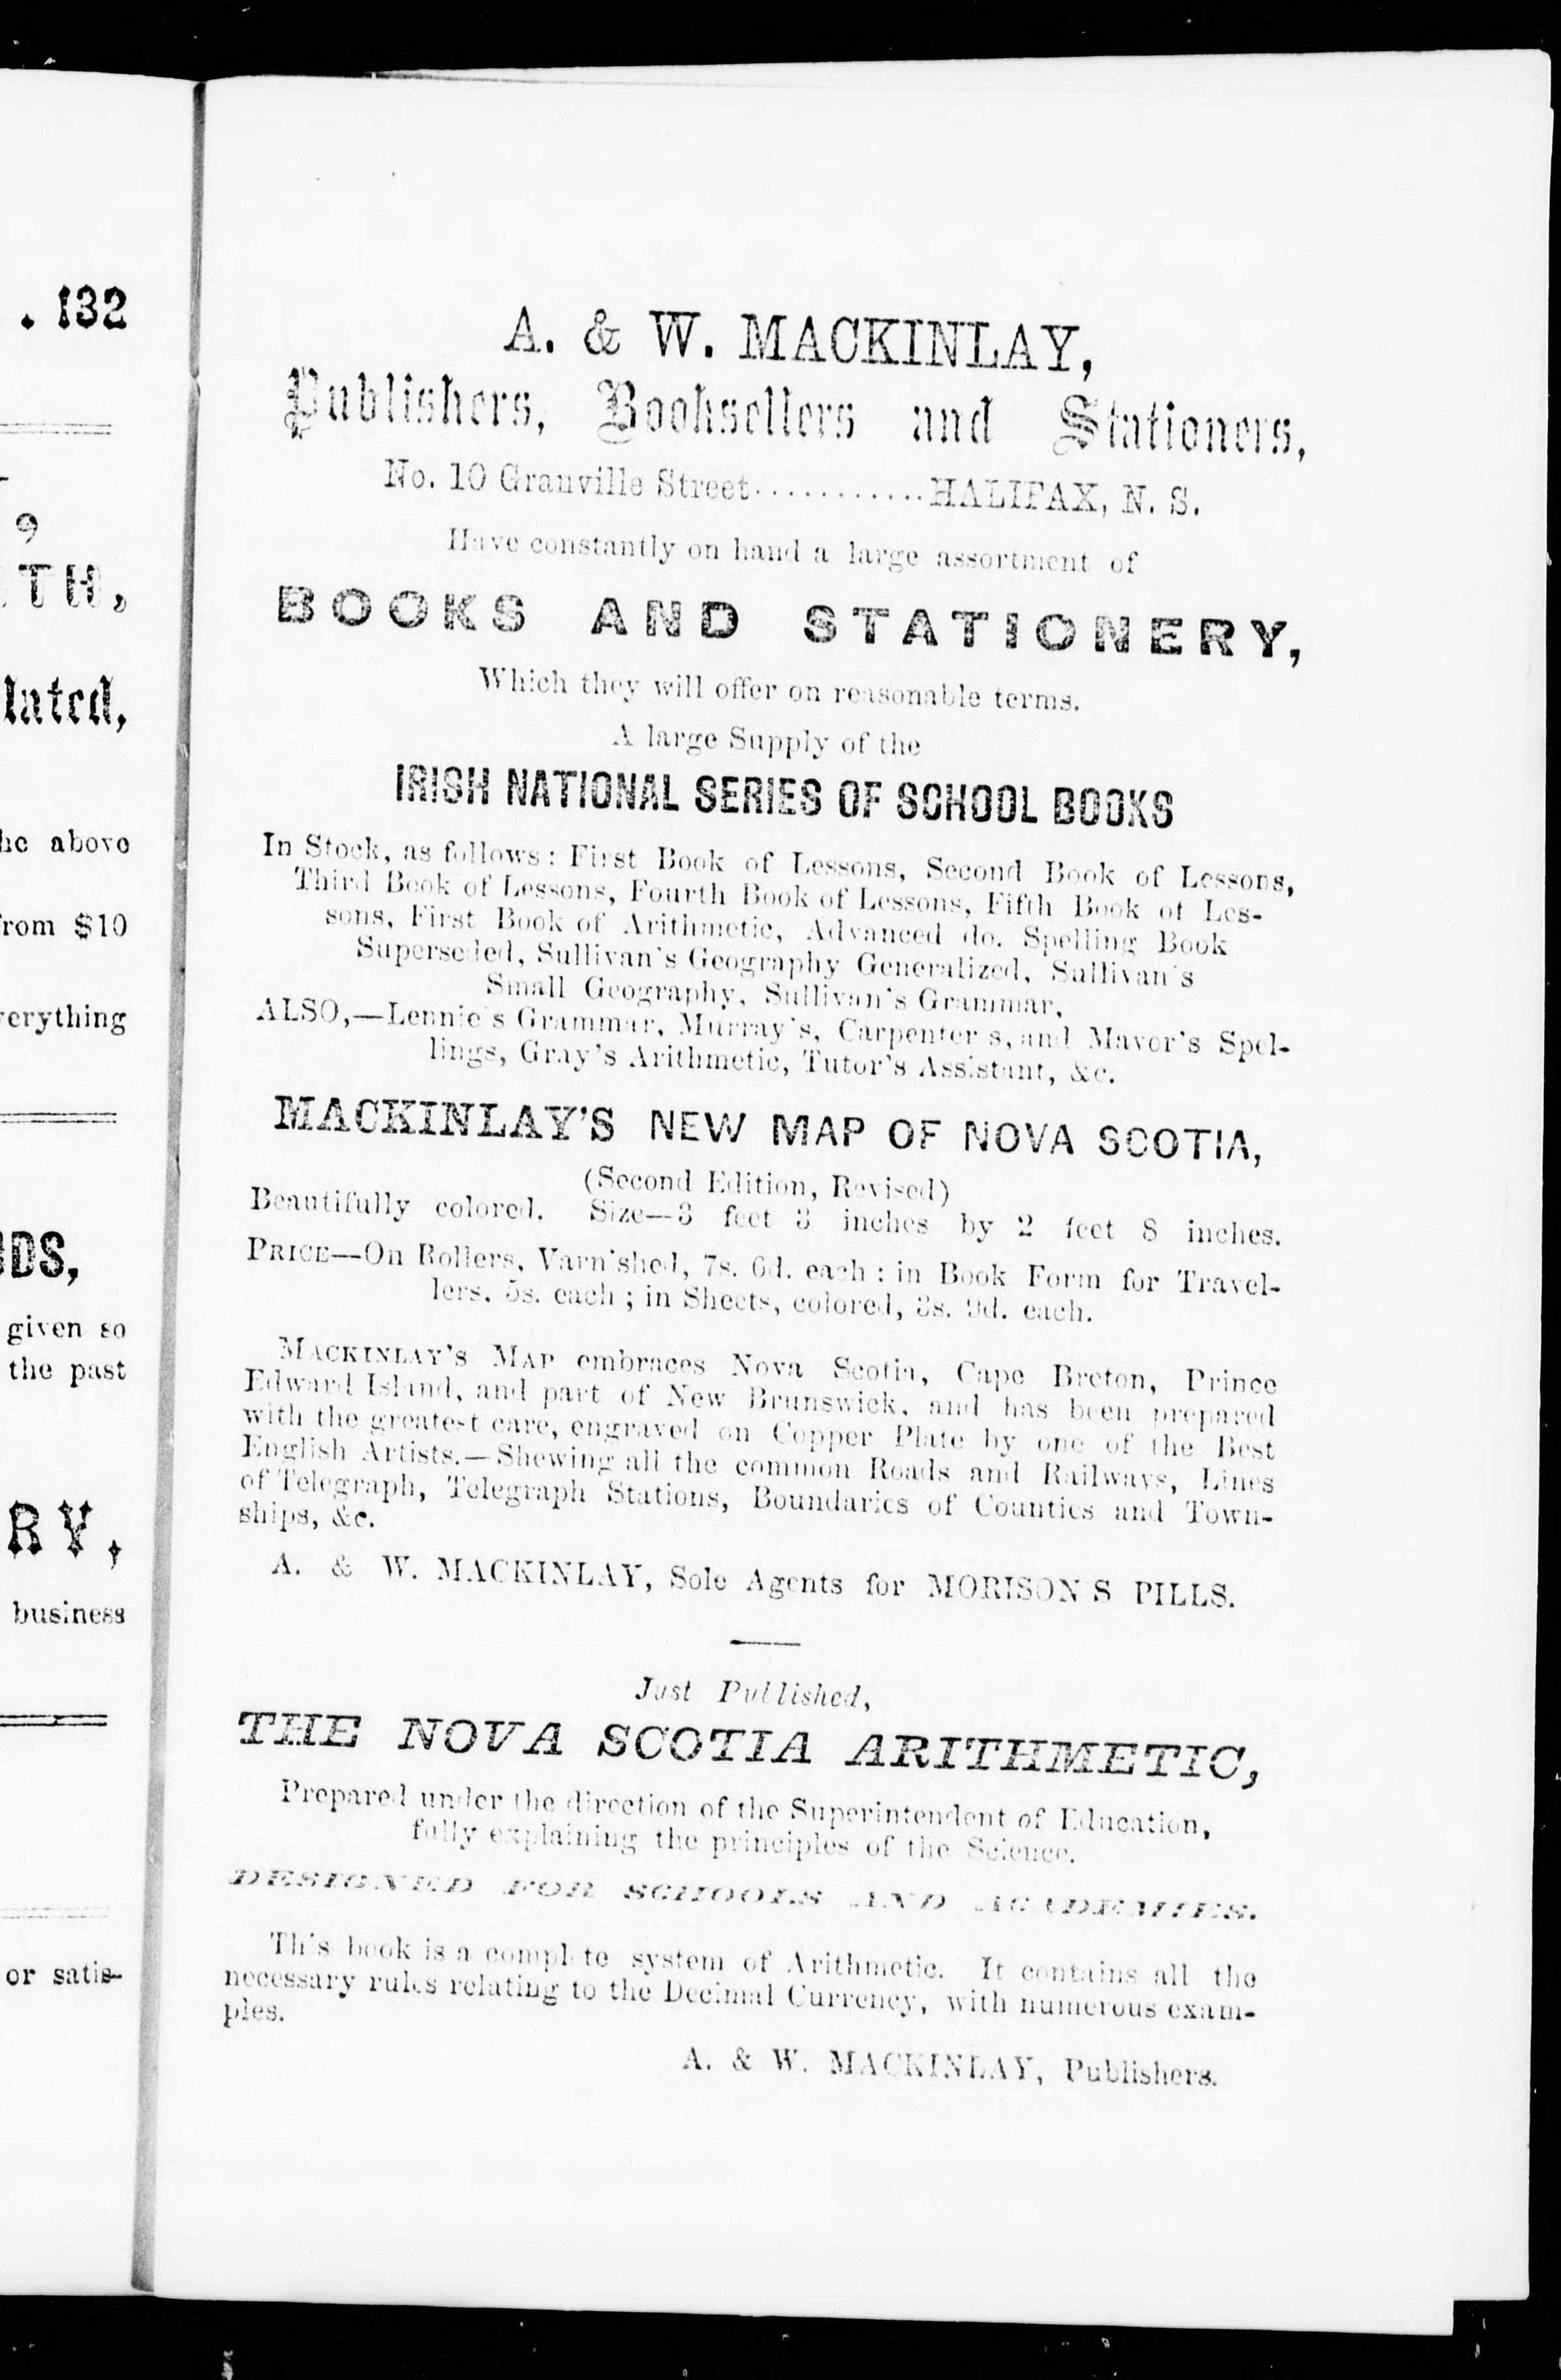 . 132
9
TH,
lated,
he above
from $10
verything
DS,
given so
the past
RY,
business
or satis-
A. & W. MACKINLAY,
Publishers, Booksellers and Stationers,
No. 10 Granville Street............HALIFAX, N. S.
Have constantly on hand a large assortment of
BOOKS AND STATIONERY,
Which they will offer on reasonable terms.
A large Supply of the
IRISH NATIONAL SERIES OF SCHOOL BOOKS
In Stock, as follows: First Book of Lessons, Second Book of Lessons,
Third Book of Lessons, Fourth Book of Lessons, Fifth Book of Les-
sons, First Book of Arithmetic, Advanced do. Spelling Book
Superseded, Sullivan's Geography Generalized, Sullivan's
Small Geography, Sullivan's Grammar,
ALSO,—Lennie's Grammar, Murray's, Carpenter s, and Mavor's Spel-
lings, Gray's Arithmetic, Tutor's Assistant, &c.
MACKINLAY'S NEW MAP OF NOVA SCOTIA,
(Second Edition, Revised)
Beautifully colored. Size—3 feet 3 inches by 2 feet 8 inches.
PRICE—On Rollers, Varnished, 7s. 6d. each: in Book Form for Travel-
lers, 5s. each; in Sheets, colored, 3s. 9d. each.
MACKINLAY'S MAP embraces Nova Scotia, Cape Breton, Prince
Edward Island, and part of New Brunswick, and has been prepared
with the greatest care, engraved on Copper Plate by one of the Best
English Artists.—Shewing all the common Roads and Railways, Lines
of Telegraph, Telegraph Stations, Boundaries of Counties and Town-
ships, &c.
A. & W. MACKINLAY, Sole Agents for MORISON S PILLS.
Just Published,
THE NOVA SCOTIA ARITHMETIC,
Prepared under the direction of the Superintendent of Education,
fully explaining the principles of the Science.
DESIGNED FOR SCHOOLS AND ACADEMIES.
This book is a complete system of Arithmetic. It contains all the
necessary rules relating to the Decimal Currency, with numerous exam-
ples.
A. & W. MACKINLAY, Publishers.